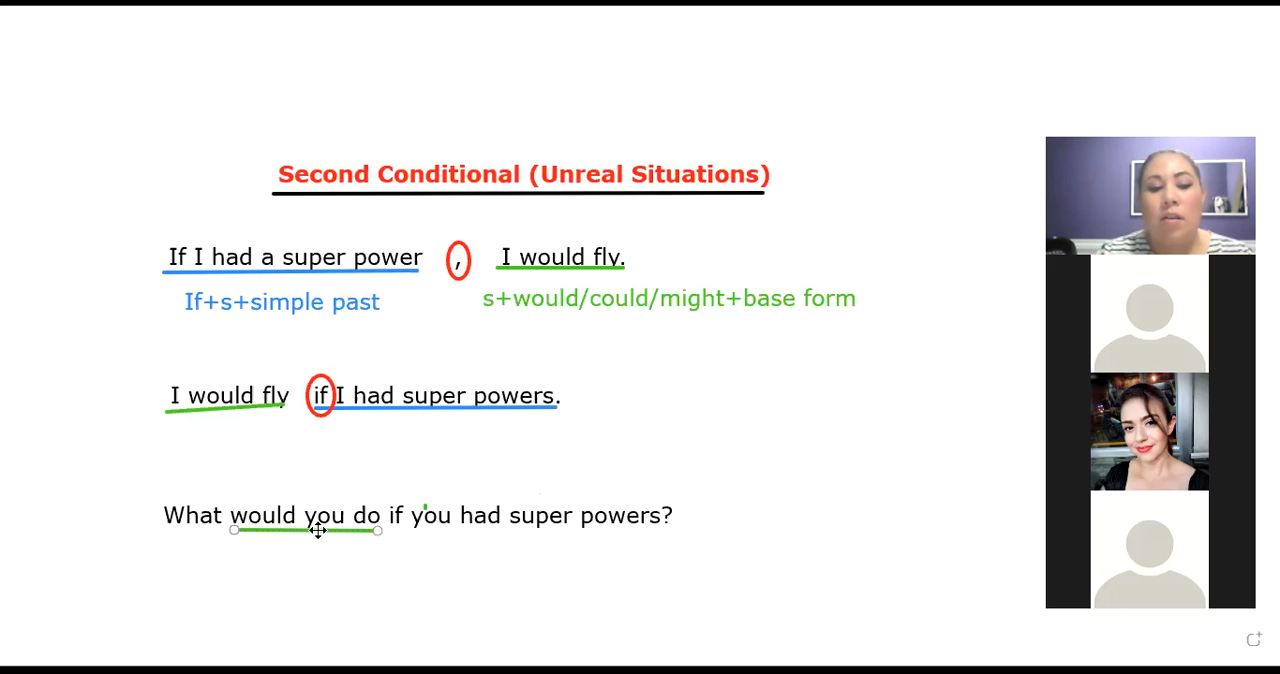 Second Conditional (Unreal Situations)
If I had a super power , I would fly.
If+s+simple past s+would/could/might+base form
I would fly if I had super powers.
What would you do if you had super powers?